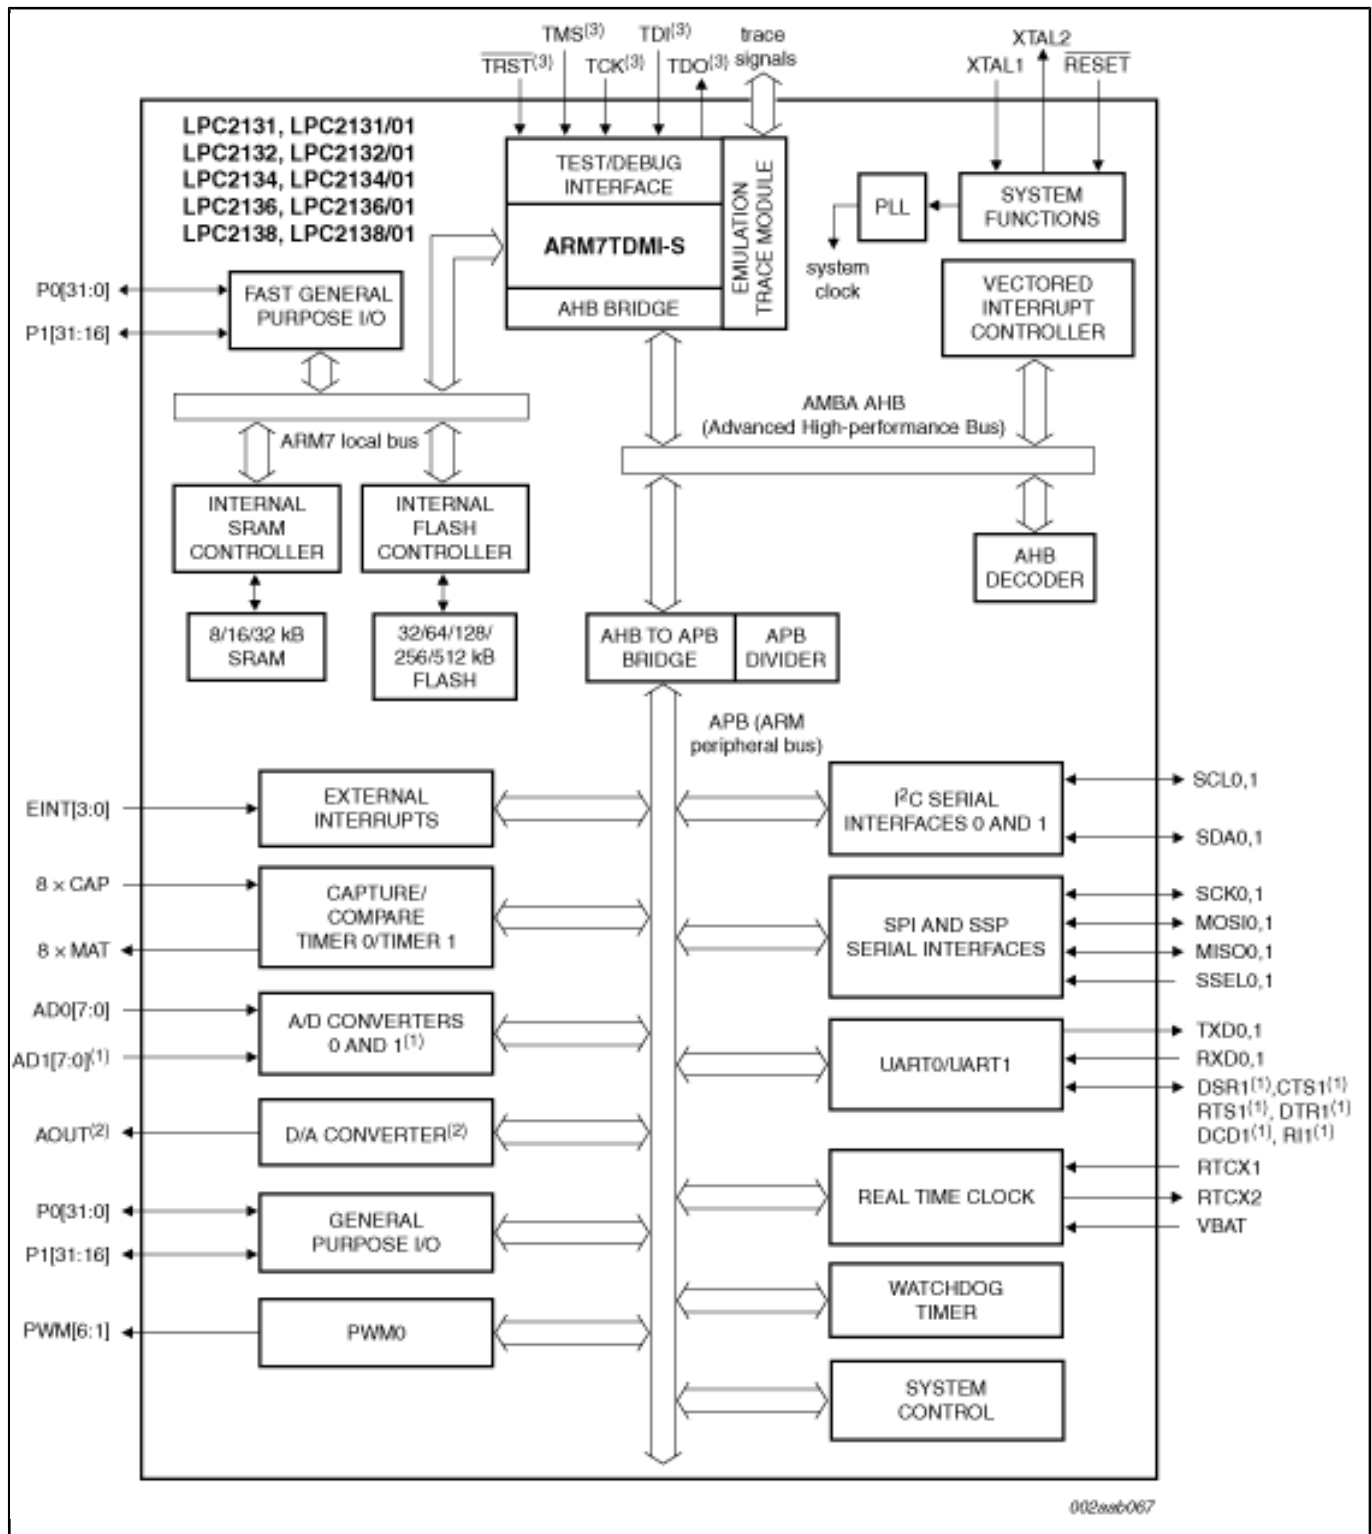 TMS(3) TDI(3) trace signals
TRST(3) TCK(3) TDO(3)
XTAL2
XTAL1 RESET
LPC2131, LPC2131/01
LPC2132, LPC2132/01
LPC2134, LPC2134/01
LPC2136, LPC2136/01
LPC2138, LPC2138/01
TEST/DEBUG
INTERFACE
ARM7TDMI-S
AHB BRIDGE
EMULATION
TRACE MODULE
PLL
SYSTEM
FUNCTIONS
system
clock
VECTORED
INTERRUPT
CONTROLLER
P0[31:0]
P1[31:16]
FAST GENERAL
PURPOSE I/O
ARM7 local bus
AMBA AHB
(Advanced High-performance Bus)
INTERNAL
SRAM
CONTROLLER
INTERNAL
FLASH
CONTROLLER
AHB
DECODER
8/16/32 kB
SRAM
32/64/128/
256/512 kB
FLASH
AHB TO APB
BRIDGE
APB
DIVIDER
APB (ARM
peripheral bus)
EINT[3:0]
EXTERNAL
INTERRUPTS
I2C SERIAL
INTERFACES 0 AND 1
SCL0,1
SDA0,1
8 × CAP
8 × MAT
CAPTURE/
COMPARE
TIMER 0/TIMER 1
SPI AND SSP
SERIAL INTERFACES
SCK0,1
MOSI0,1
MISO0,1
SSEL0,1
AD0[7:0]
AD1[7:0](1)
A/D CONVERTERS
0 AND 1(1)
UART0/UART1
TXD0,1
RXD0,1
DSR1(1),CTS1(1)
RTS1(1), DTR1(1)
DCD1(1), RI1(1)
AOUT(2)
D/A CONVERTER(2)
REAL TIME CLOCK
RTCX1
RTCX2
VBAT
P0[31:0]
P1[31:16]
GENERAL
PURPOSE I/O
WATCHDOG
TIMER
PWM[6:1]
PWM0
SYSTEM
CONTROL
002aab067